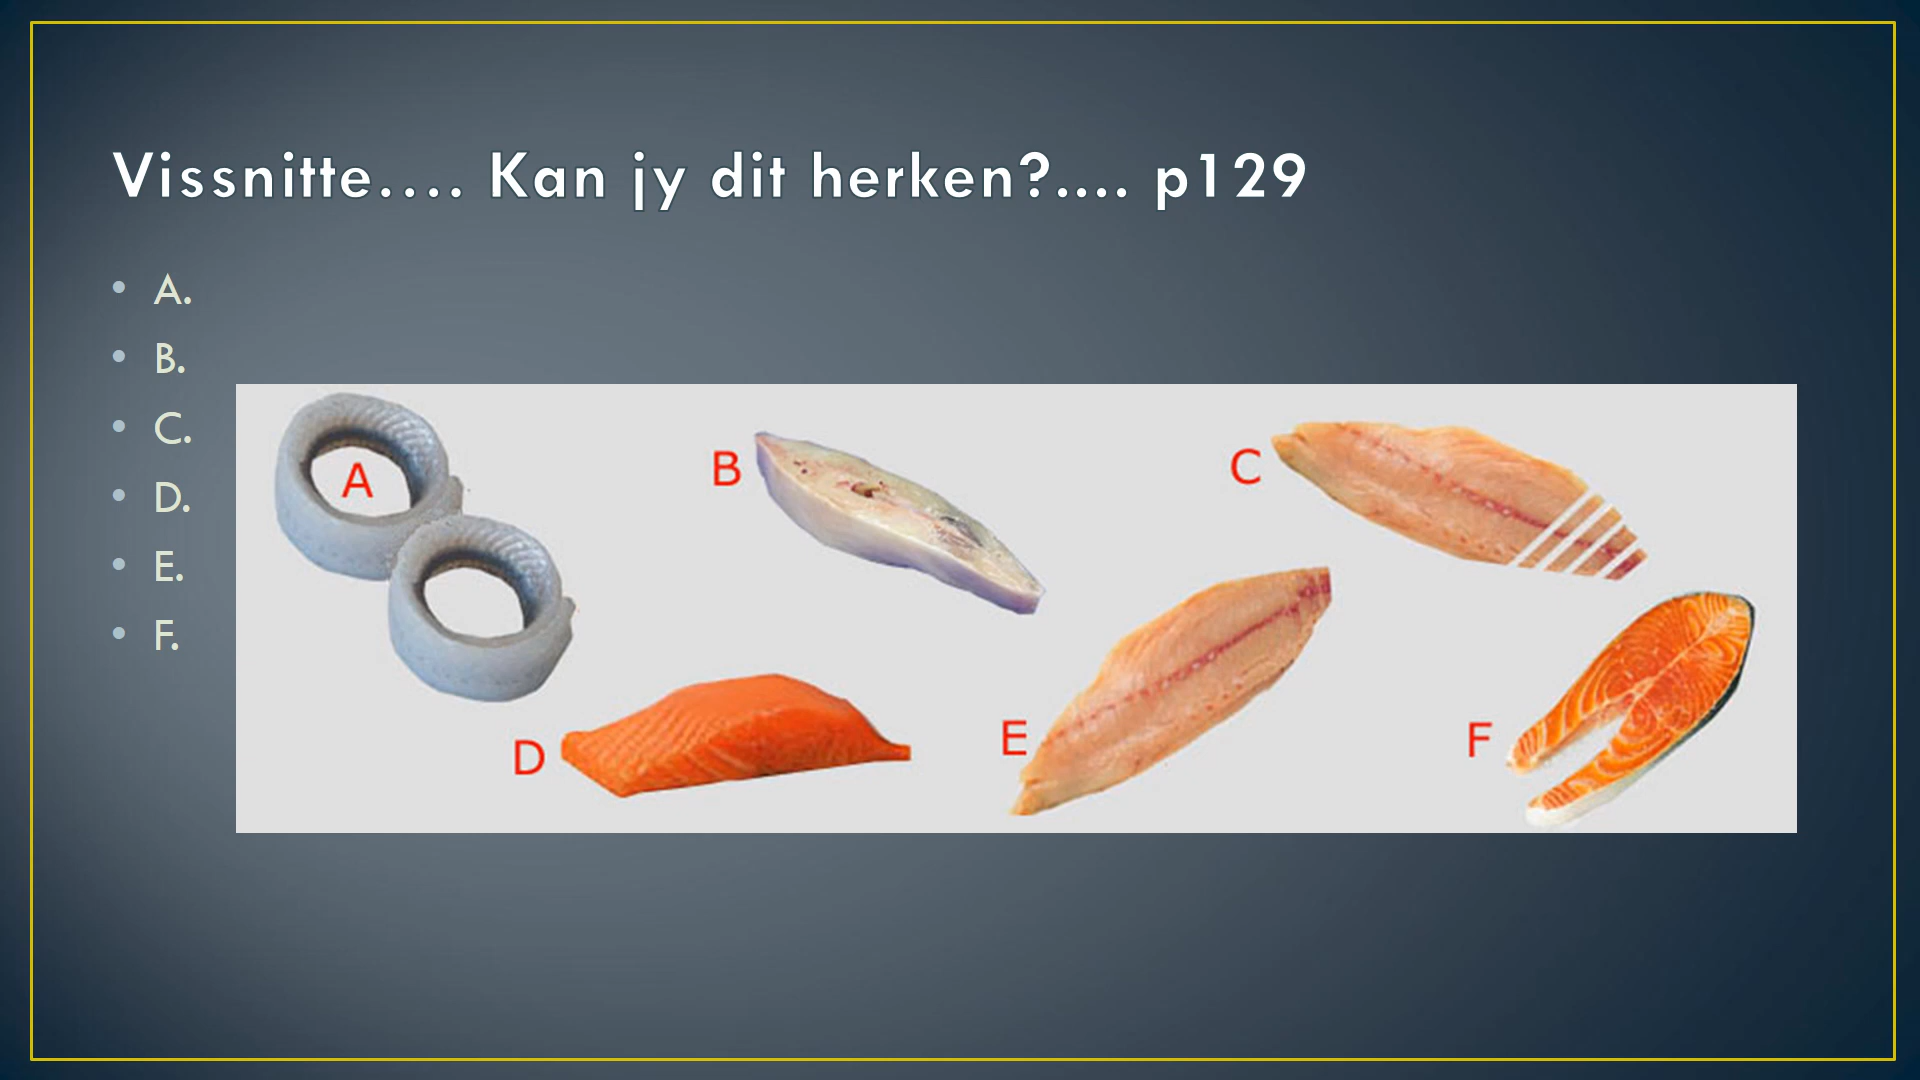 Vissnitte.... Kan jy dit herken?.... p129
• A.
• B.
• C.
• D.
• E.
• F.
A
B
C
D
E
F